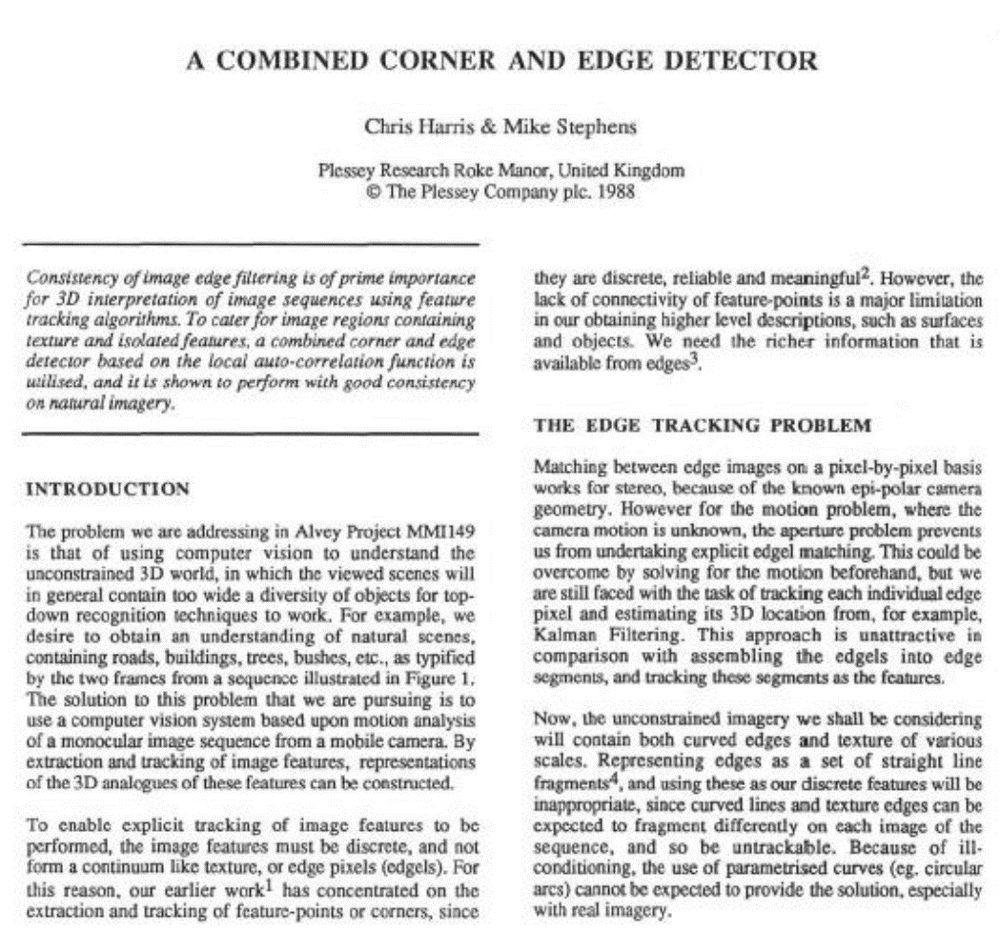 A COMBINED CORNER AND EDGE DETECTOR
Chris Harris & Mike Stephens
Plessey Research Roke Manor, United Kingdom
© The Plessey Company plc. 1988
Consistency of image edge filtering is of prime importance
for 3D interpretation of image sequences using feature
tracking algorithms. To cater for image regions containing
texture and isolated features, a combined corner and edge
detector based on the local auto-correlation function is
utilised, and it is shown to perform with good consistency
on natural imagery.
INTRODUCTION
The problem we are addressing in Alvey Project MMI149
is that of using computer vision to understand the
unconstrained 3D world, in which the viewed scenes will
in general contain too wide a diversity of objects for top-
down recognition techniques to work. For example, we
desire to obtain an understanding of natural scenes,
containing roads, buildings, trees, bushes, etc., as typified
by the two frames from a sequence illustrated in Figure 1.
The solution to this problem that we are pursuing is to
use a computer vision system based upon motion analysis
of a monocular image sequence from a mobile camera. By
extraction and tracking of image features, representations
of the 3D analogues of these features can be constructed.
To enable explicit tracking of image features to be
performed, the image features must be discrete, and not
form a continuum like texture, or edge pixels (edgels). For
this reason, our earlier work1 has concentrated on the
extraction and tracking of feature-points or corners, since
they are discrete, reliable and meaningful2. However, the
lack of connectivity of feature-points is a major limitation
in our obtaining higher level descriptions, such as surfaces
and objects. We need the richer information that is
available from edges3.
THE EDGE TRACKING PROBLEM
Matching between edge images on a pixel-by-pixel basis
works for stereo, because of the known epi-polar camera
geometry. However for the motion problem, where the
camera motion is unknown, the aperture problem prevents
us from undertaking explicit edgel matching. This could be
overcome by solving for the motion beforehand, but we
are still faced with the task of tracking each individual edge
pixel and estimating its 3D location from, for example,
Kalman Filtering. This approach is unattractive in
comparison with assembling the edgels into edge
segments, and tracking these segments as the features.
Now, the unconstrained imagery we shall be considering
will contain both curved edges and texture of various
scales. Representing edges as a set of straight line
fragments4, and using these as our discrete features will be
inappropriate, since curved lines and texture edges can be
expected to fragment differently on each image of the
sequence, and so be untrackable. Because of ill-
conditioning, the use of parametrised curves (eg. circular
arcs) cannot be expected to provide the solution, especially
with real imagery.